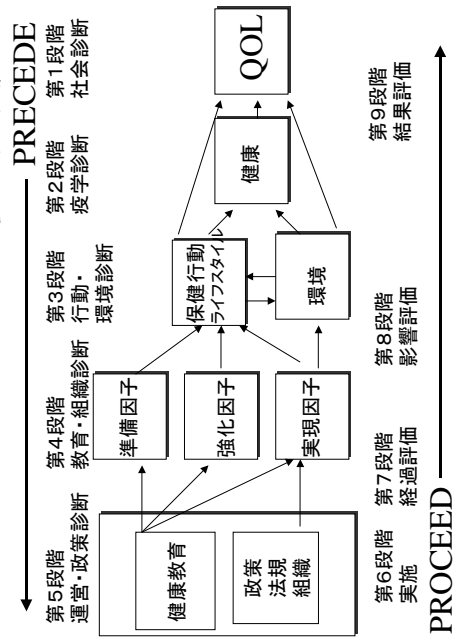 PRECEDE
第5段階
運営・政策診断
第4段階
教育・組織診断
第3段階
行動・
環境診断
第2段階
疫学診断
第1段階
社会診断
健康教育
政策
法規
組織
準備因子
強化因子
実現因子
保健行動
ライフスタイル
環境
健康
QOL
第6段階
実施
第7段階
経過評価
第8段階
影響評価
第9段階
結果評価
PROCEED